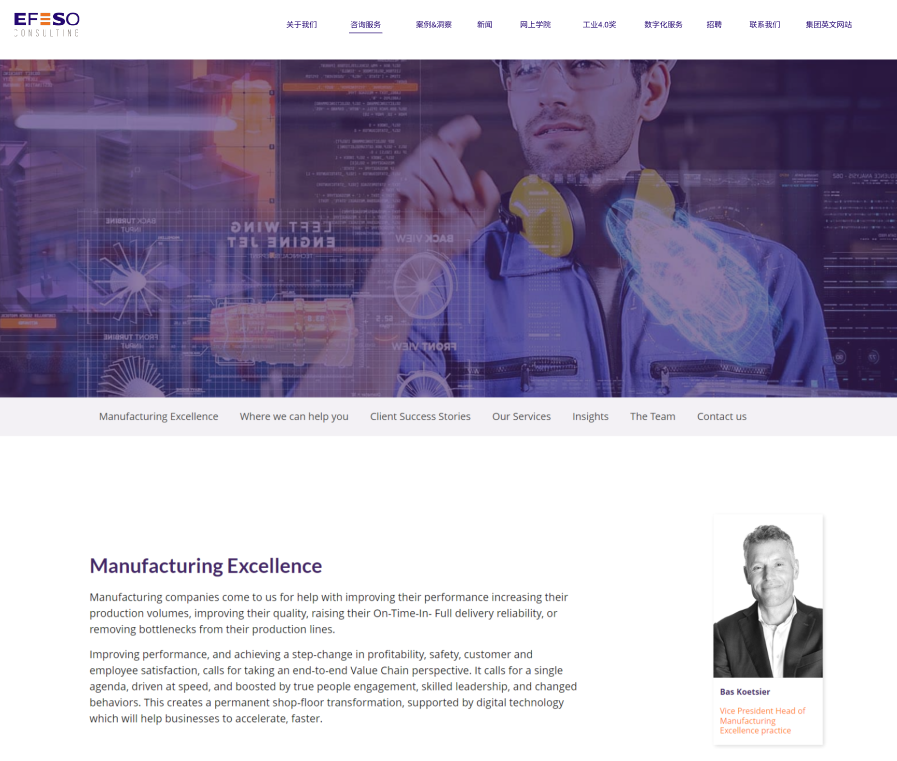 EFESO
CONSULTING
关于我们 咨询服务 案例&洞察 新闻 网上学院 工业4.0奖 数字化服务 招聘 联系我们 集团英文网站
BACK TURBINE
INPUT
LEFT WING
ENGINE JET
BACK VIEW
FRONT TURBINE
INPUT
FRONT VIEW
Manufacturing Excellence Where we can help you Client Success Stories Our Services Insights The Team Contact us
Manufacturing Excellence
Manufacturing companies come to us for help with improving their performance increasing their
production volumes, improving their quality, raising their On-Time-In- Full delivery reliability, or
removing bottlenecks from their production lines.
Improving performance, and achieving a step-change in profitability, safety, customer and
employee satisfaction, calls for taking an end-to-end Value Chain perspective. It calls for a single
agenda, driven at speed, and boosted by true people engagement, skilled leadership, and changed
behaviors. This creates a permanent shop-floor transformation, supported by digital technology
which will help businesses to accelerate, faster.
Bas Koetsier
Vice President Head of
Manufacturing
Excellence practice